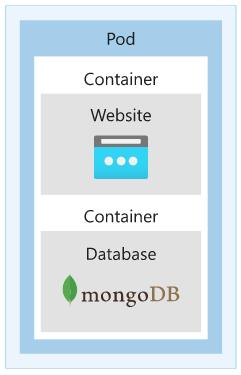 Pod
Container
Website
Container
Database
mongoDB